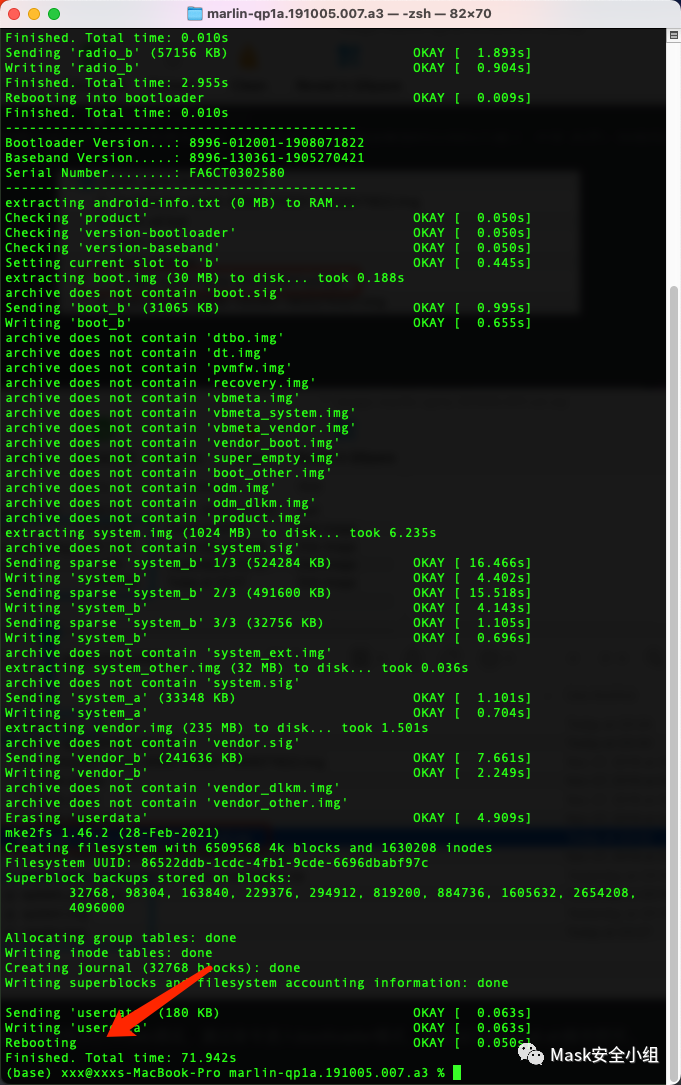 marlin-qp1a.191005.007.a3 — -zsh — 82×70
Finished. Total time: 0.010s
Sending 'radio_b' (57156 KB) OKAY [ 1.893s]
Writing 'radio_b' OKAY [ 0.904s]
Finished. Total time: 2.955s
Rebooting into bootloader OKAY [ 0.009s]
Finished. Total time: 0.010s
--------------------------------------------
Bootloader Version...: 8996-012001-1908071822
Baseband Version.....: 8996-130361-1905270421
Serial Number........: FA6CT0302580
--------------------------------------------
extracting android-info.txt (0 MB) to RAM...
Checking 'product' OKAY [ 0.050s]
Checking 'version-bootloader' OKAY [ 0.050s]
Checking 'version-baseband' OKAY [ 0.050s]
Setting current slot to 'b' OKAY [ 0.445s]
extracting boot.img (30 MB) to disk... took 0.188s
archive does not contain 'boot.sig'
Sending 'boot_b' (31065 KB) OKAY [ 0.995s]
Writing 'boot_b' OKAY [ 0.655s]
archive does not contain 'dtbo.img'
archive does not contain 'dt.img'
archive does not contain 'pvmfw.img'
archive does not contain 'recovery.img'
archive does not contain 'vbmeta.img'
archive does not contain 'vbmeta_system.img'
archive does not contain 'vbmeta_vendor.img'
archive does not contain 'vendor_boot.img'
archive does not contain 'super_empty.img'
archive does not contain 'boot_other.img'
archive does not contain 'odm.img'
archive does not contain 'odm_dlkm.img'
archive does not contain 'product.img'
extracting system.img (1024 MB) to disk... took 6.235s
archive does not contain 'system.sig'
Sending sparse 'system_b' 1/3 (524284 KB) OKAY [ 16.466s]
Writing 'system_b' OKAY [ 4.402s]
Sending sparse 'system_b' 2/3 (491600 KB) OKAY [ 15.518s]
Writing 'system_b' OKAY [ 4.143s]
Sending sparse 'system_b' 3/3 (32756 KB) OKAY [ 1.105s]
Writing 'system_b' OKAY [ 0.696s]
archive does not contain 'system_ext.img'
extracting system_other.img (32 MB) to disk... took 0.036s
archive does not contain 'system.sig'
Sending 'system_a' (33348 KB) OKAY [ 1.101s]
Writing 'system_a' OKAY [ 0.704s]
extracting vendor.img (235 MB) to disk... took 1.501s
archive does not contain 'vendor.sig'
Sending 'vendor_b' (241636 KB) OKAY [ 7.661s]
Writing 'vendor_b' OKAY [ 2.249s]
archive does not contain 'vendor_dlkm.img'
archive does not contain 'vendor_other.img'
Erasing 'userdata' OKAY [ 4.909s]
mke2fs 1.46.2 (28-Feb-2021)
Creating filesystem with 6509568 4k blocks and 1630208 inodes
Filesystem UUID: 86522ddb-1cdc-4fb1-9cde-6696dbabf97c
Superblock backups stored on blocks:
32768, 98304, 163840, 229376, 294912, 819200, 884736, 1605632, 2654208,
4096000
Allocating group tables: done
Writing inode tables: done
Creating journal (32768 blocks): done
Writing superblocks and filesystem accounting information: done
Sending 'userdata' (180 KB) OKAY [ 0.063s]
Writing 'userdata' OKAY [ 0.063s]
Rebooting OKAY [ 0.050s]
Finished. Total time: 71.942s
(base) xxx@xxxs-MacBook-Pro marlin-qp1a.191005.007.a3 %
Mask安全小组